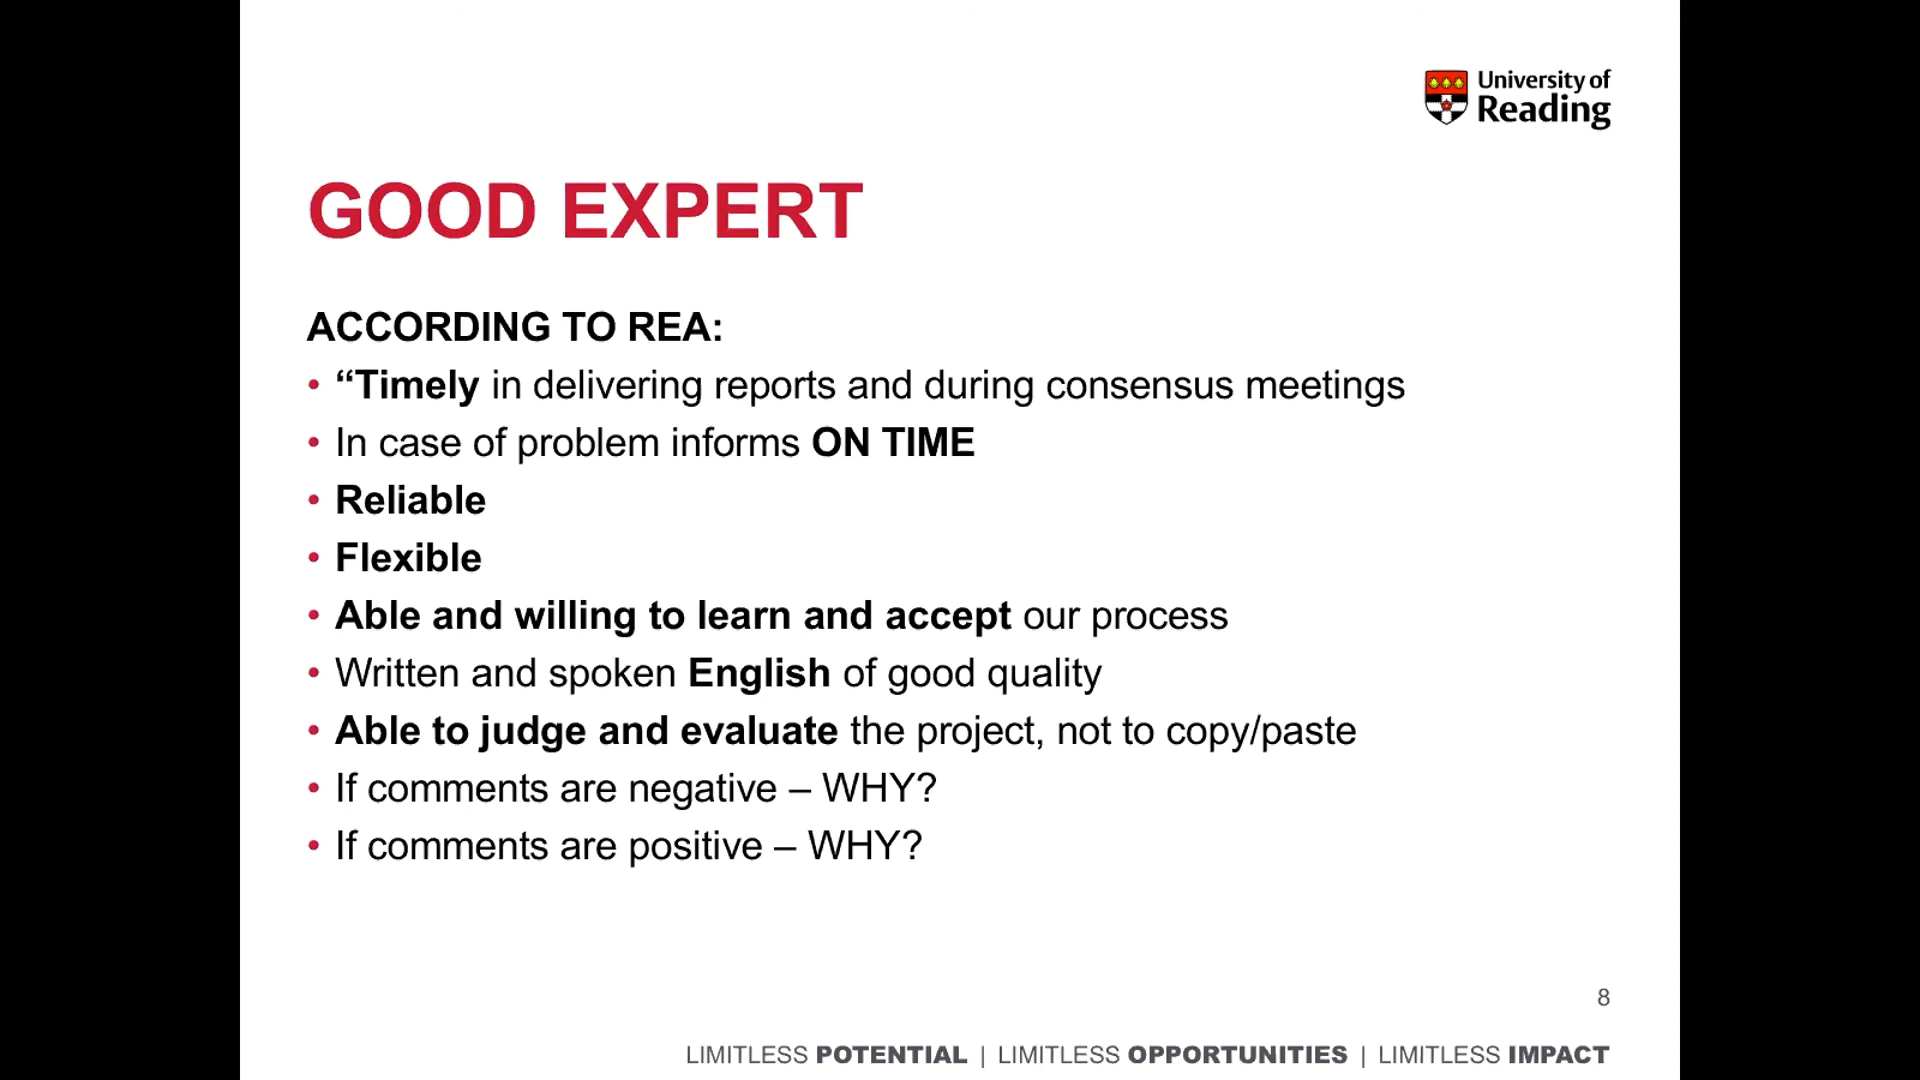 University of
Reading
GOOD EXPERT
ACCORDING TO REA:
• “Timely in delivering reports and during consensus meetings
• In case of problem informs ON TIME
• Reliable
• Flexible
• Able and willing to learn and accept our process
• Written and spoken English of good quality
• Able to judge and evaluate the project, not to copy/paste
• If comments are negative – WHY?
• If comments are positive – WHY?
8
LIMITLESS POTENTIAL | LIMITLESS OPPORTUNITIES | LIMITLESS IMPACT